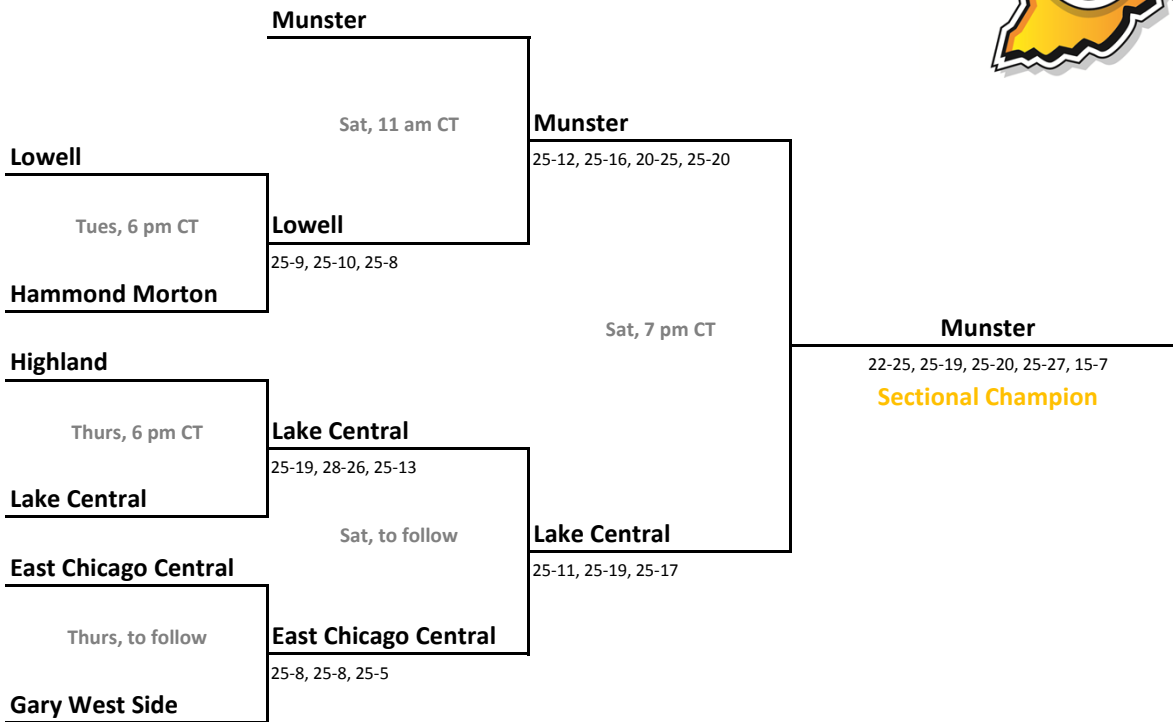 Munster
Sat, 11 am CT
Munster
25-12, 25-16, 20-25, 25-20
Lowell
Tues, 6 pm CT
Lowell
25-9, 25-10, 25-8
Hammond Morton
Sat, 7 pm CT
Munster
22-25, 25-19, 25-20, 25-27, 15-7
Sectional Champion
Highland
Thurs, 6 pm CT
Lake Central
25-19, 28-26, 25-13
Lake Central
Sat, to follow
Lake Central
25-11, 25-19, 25-17
East Chicago Central
Thurs, to follow
East Chicago Central
25-8, 25-8, 25-5
Gary West Side